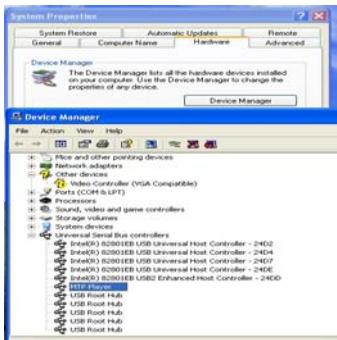 System Properties
System Restore Automatic Updates Remote
General Computer Name Hardware Advanced
Device Manager
The Device Manager lists all the hardware devices installed
on your computer. Use the Device Manager to change the
properties of any device.
Device Manager
Device Manager
File Action View Help
Mice and other pointing devices
Network adapters
Other devices
Video Controller (VGA Compatible)
Ports (COM & LPT)
Processors
Sound, video and game controllers
Storage volumes
System devices
Universal Serial Bus controllers
Intel(R) 82801EB USB Universal Host Controller - 24D2
Intel(R) 82801EB USB Universal Host Controller - 24D4
Intel(R) 82801EB USB Universal Host Controller - 24D7
Intel(R) 82801EB USB Universal Host Controller - 24DE
Intel(R) 82801EB USB2 Enhanced Host Controller - 24DD
MTP Player
USB Root Hub
USB Root Hub
USB Root Hub
USB Root Hub
USB Root Hub